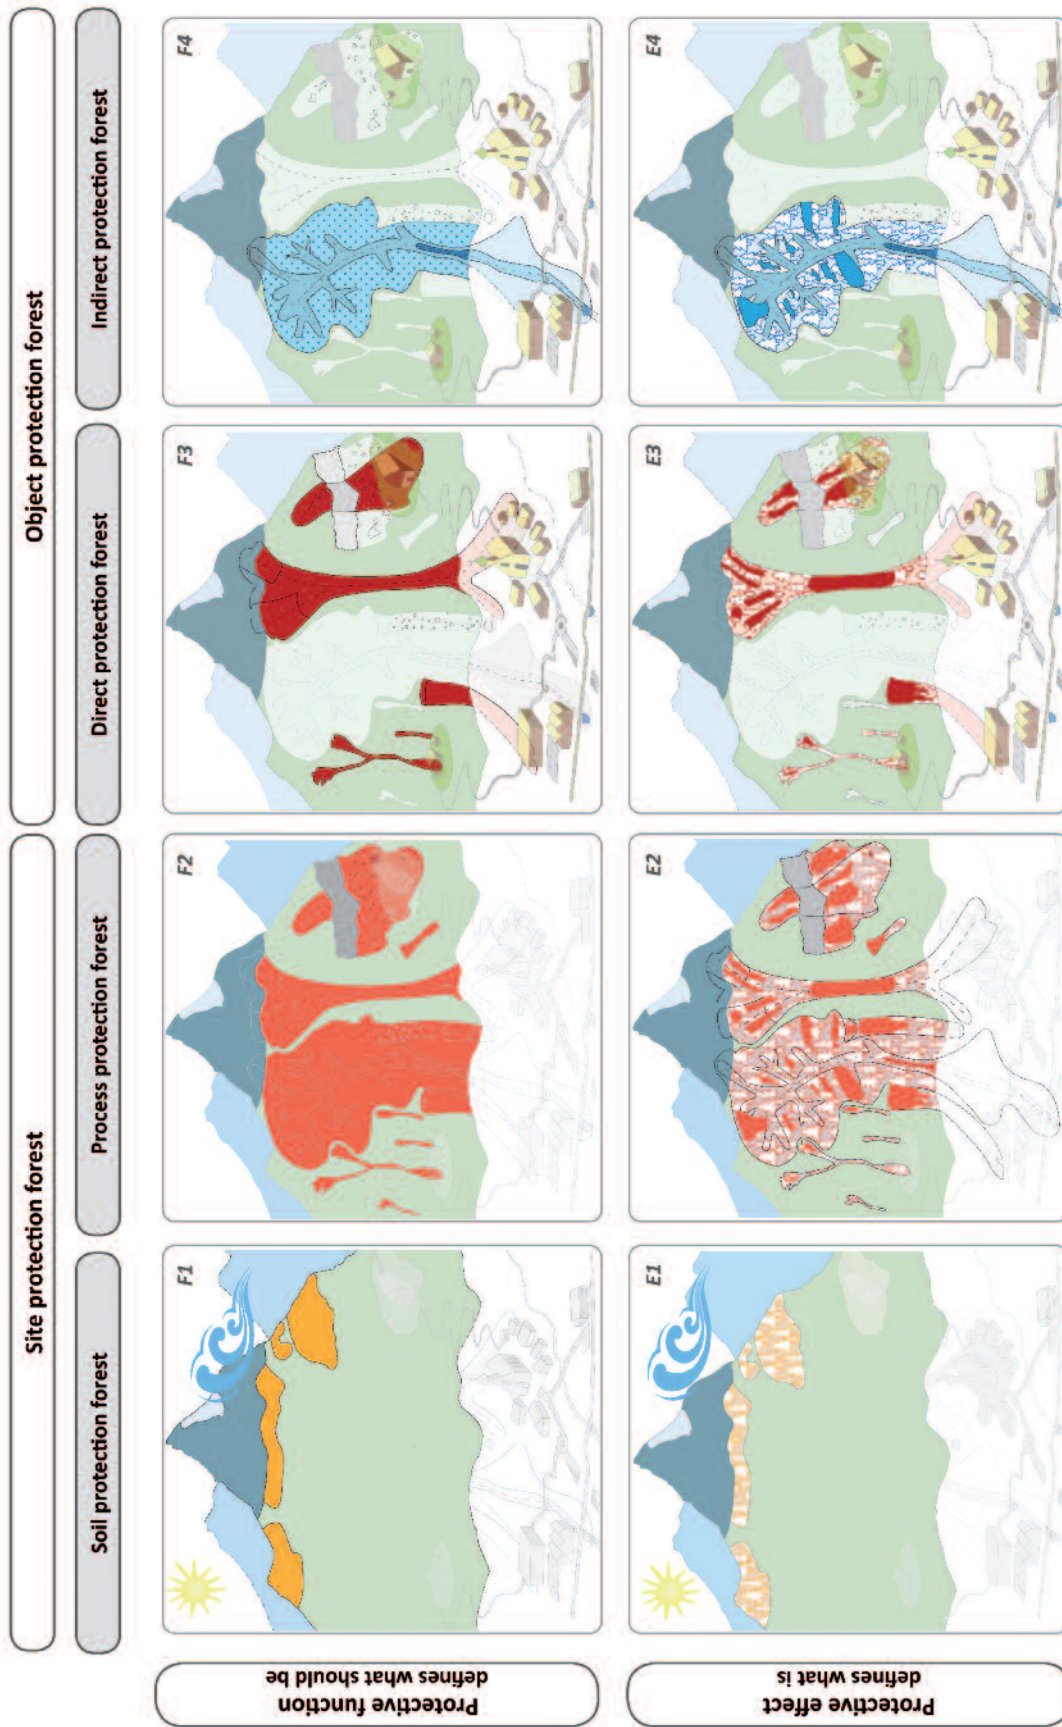 Site protection forest
Object protection forest
Soil protection forest
Process protection forest
Direct protection forest
Indirect protection forest
Protective function
defines what should be
F1
F2
F3
F4
Protective effect
defines what is
E1
E2
E3
E4